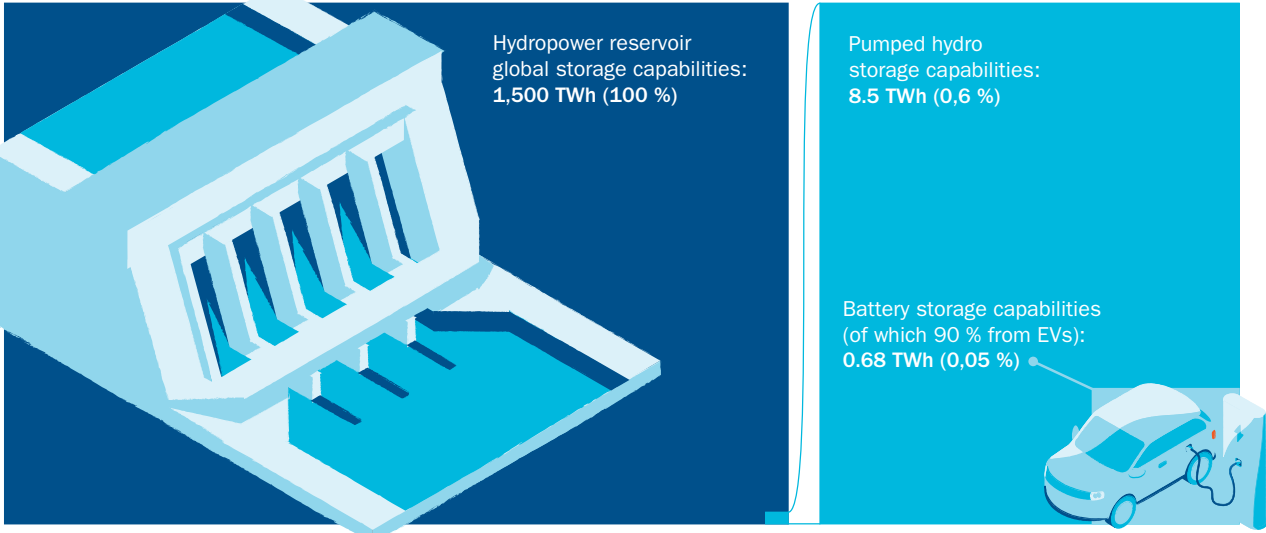 Hydropower reservoir
global storage capabilities:
1,500 TWh (100 %)
Pumped hydro
storage capabilities:
8.5 TWh (0,6 %)
Battery storage capabilities
(of which 90 % from EVs):
0.68 TWh (0,05 %)